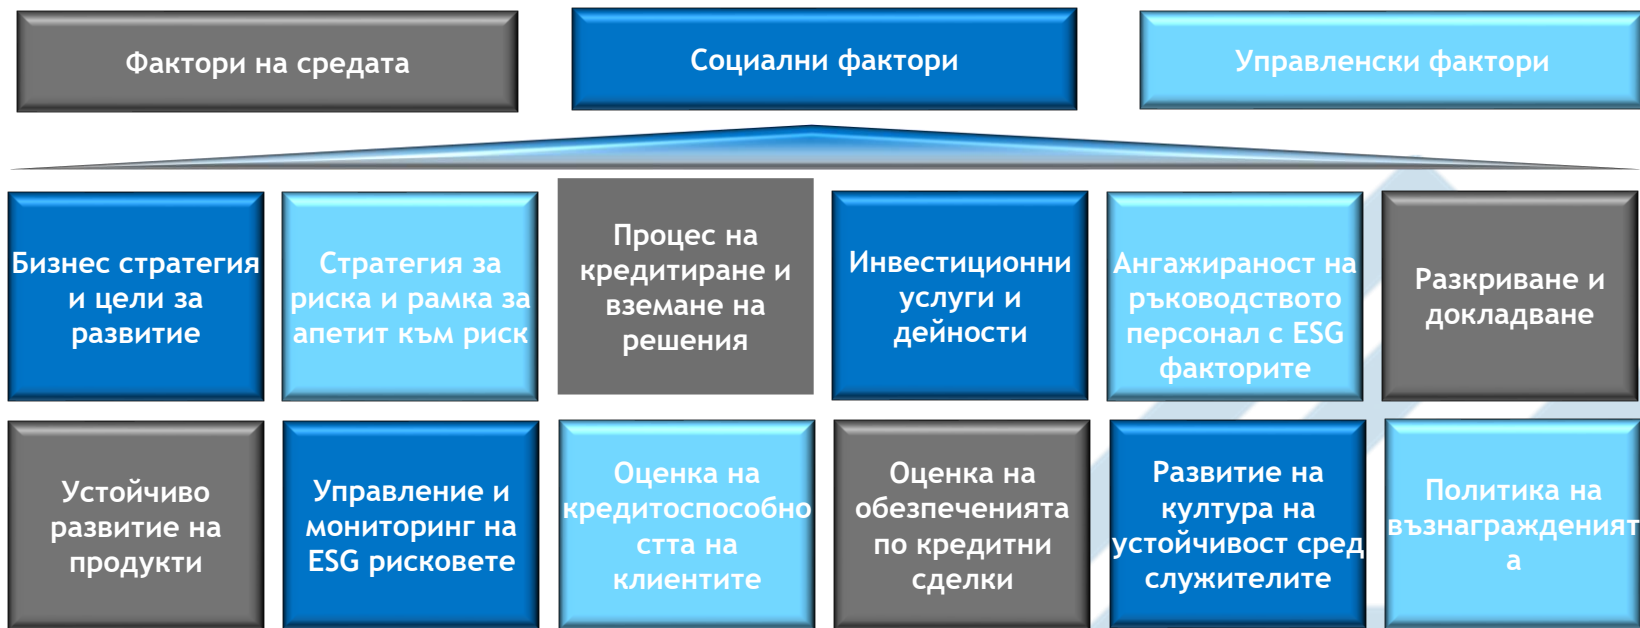 Фактори на средата
Социални фактори
Управленски фактори
Бизнес стратегия
и цели за
развитие
Стратегия за
риска и рамка за
апетит към риск
Процес на
кредитиране и
вземане на
решения
Инвестиционни
услуги и
дейности
Ангажираност на
ръководството
персонал с ESG
факторите
Разкриване и
докладване
Устойчиво
развитие на
продукти
Управление и
мониторинг на
ESG рисковете
Оценка на
кредитоспособно
стта на
клиентите
Оценка на
обезпеченията
по кредитни
сделки
Развитие на
култура на
устойчивост сред
служителите
Политика на
възнагражденият
а